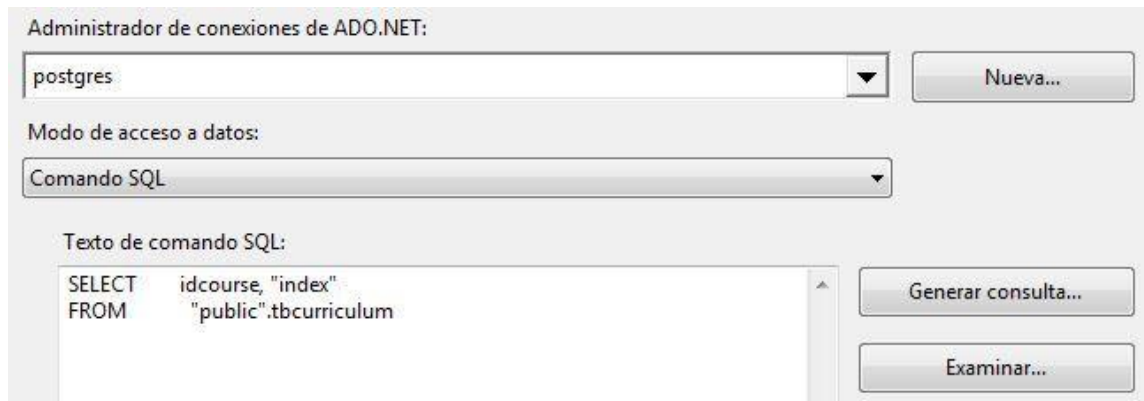 Administrador de conexiones de ADO.NET:
postgres
Nueva...
Modo de acceso a datos:
Comando SQL
Texto de comando SQL:
SELECT idcourse, "index"
FROM "public".tbcurriculum
Generar consulta...
Examinar...